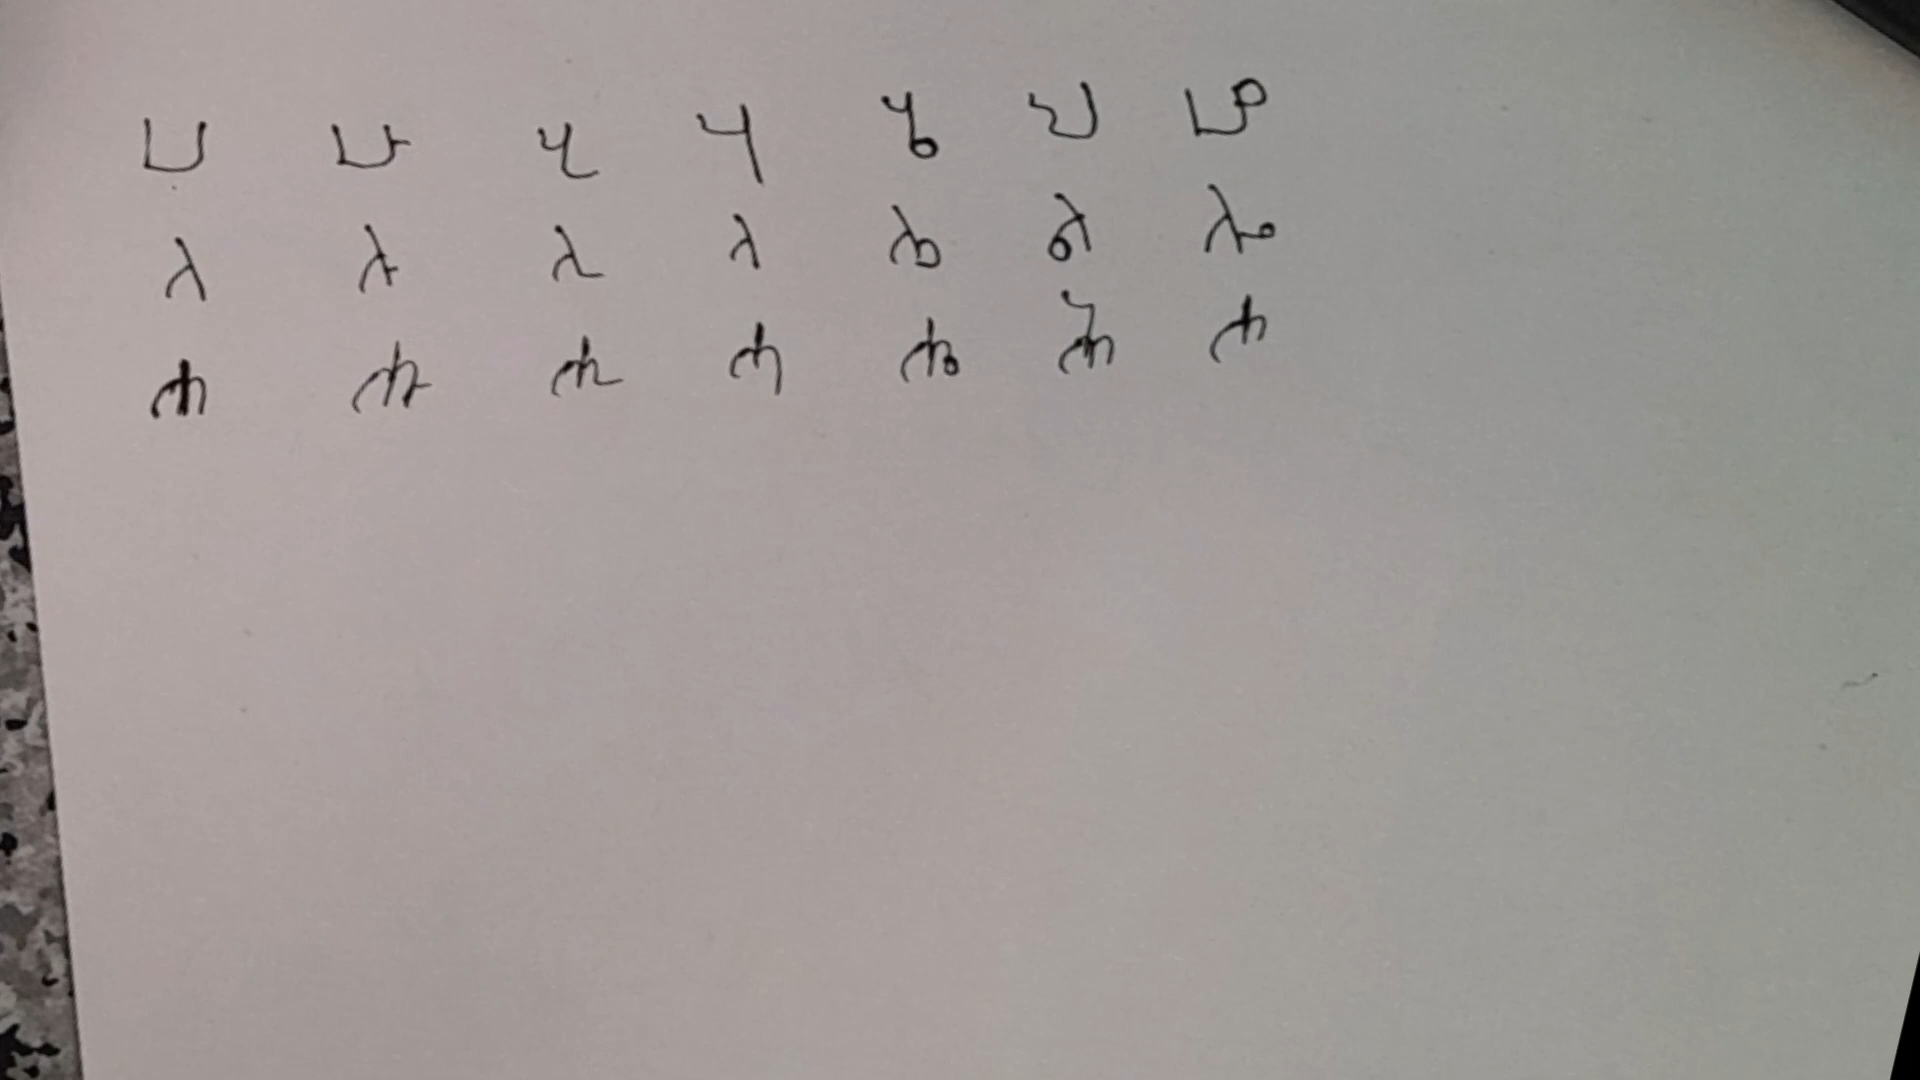 ሀ ሁ ሂ ሃ ሄ ህ ሆ
ለ ሉ ሊ ላ ሌ ል ሎ
ሐ ሑ ሒ ሓ ሔ ሕ ሖ